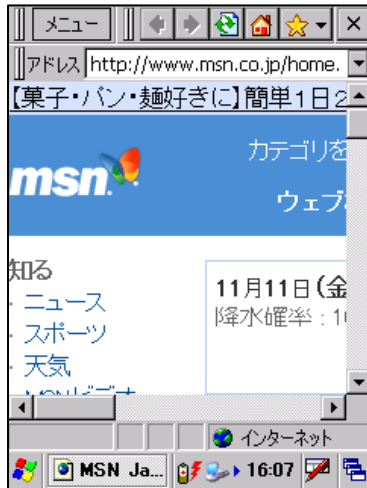 メニュー
アドレス http://www.msn.co.jp/home.
【菓子・パン・麺好きに】簡単1日2
カテゴリを
msn
ウェブ
知る
・ニュース
・スポーツ
・天気
11月11日(金
降水確率：10
インターネット
MSN Ja... 16:07